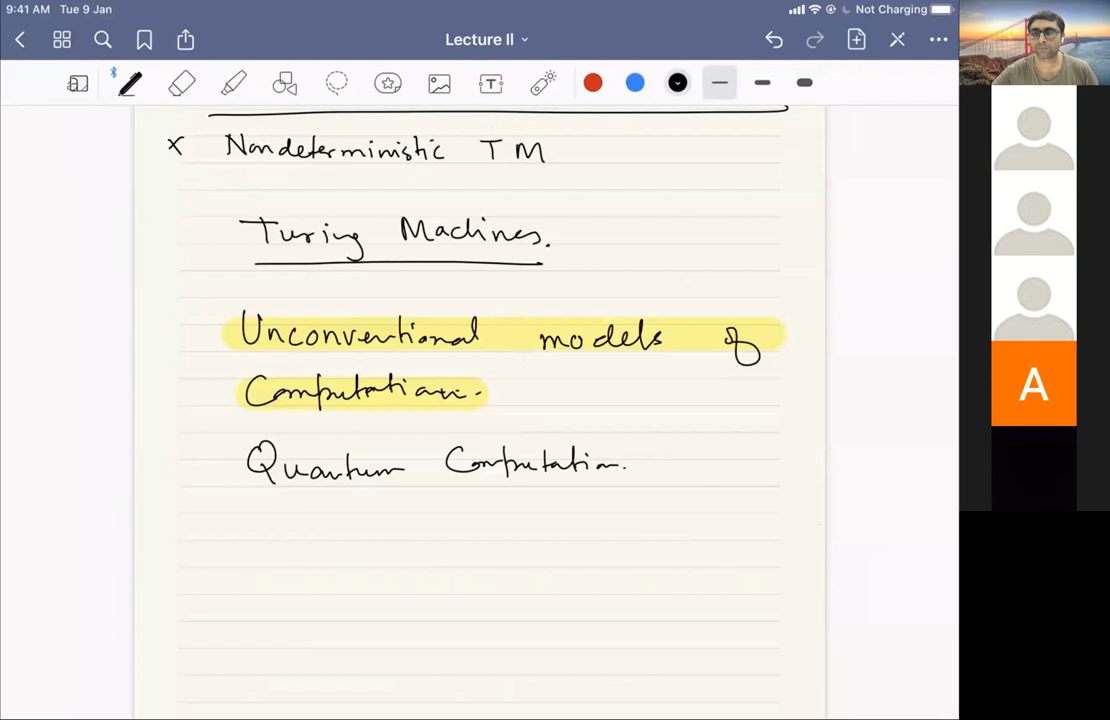 9:41 AM Tue 9 Jan
Not Charging
Lecture II
T
x Nondeterministic TM
Turing Machines.
Unconventional models of
Computation.
Quantum Computation.
A